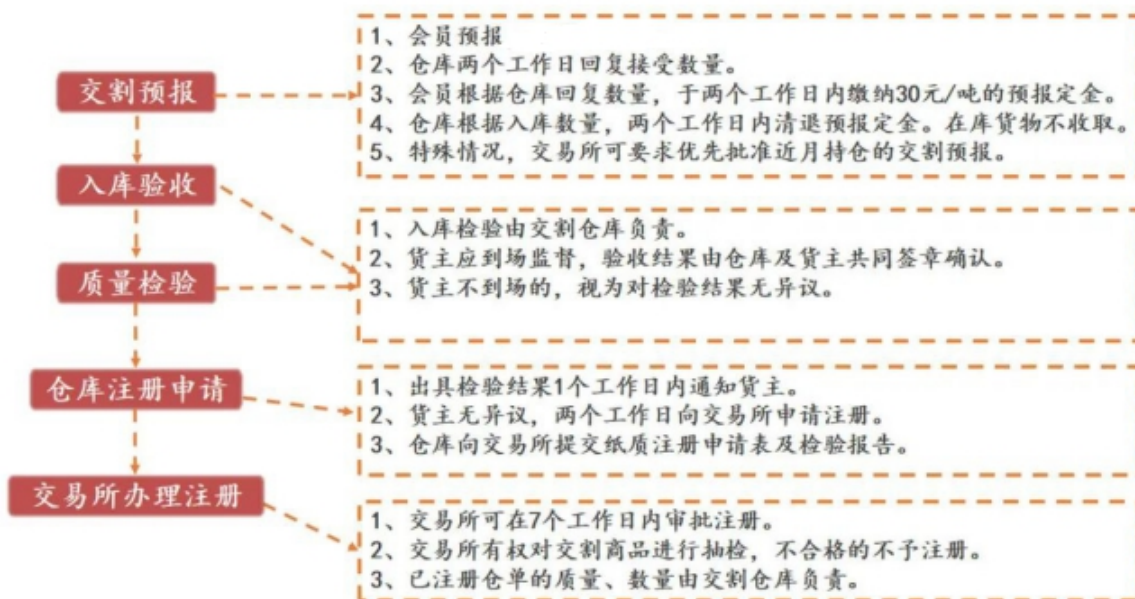 交割预报
1、会员预报
2、仓库两个工作日回复接受数量。
3、会员根据仓库回复数量，于两个工作日内缴纳30元/吨的预报定金。
4、仓库根据入库数量，两个工作日内清退预报定金。在库货物不收取。
5、特殊情况，交易所可要求优先批准近月持仓的交割预报。
入库验收
质量检验
1、入库检验由交割仓库负责。
2、货主应到场监督，验收结果由仓库及货主共同签章确认。
3、货主不到场的，视为对检验结果无异议。
仓库注册申请
1、出具检验结果1个工作日内通知货主。
2、货主无异议，两个工作日向交易所申请注册。
3、仓库向交易所提交纸质注册申请表及检验报告。
交易所办理注册
1、交易所可在7个工作日内审批注册。
2、交易所有权对交割商品进行抽检，不合格的不予注册。
3、已注册仓单的质量、数量由交割仓库负责。